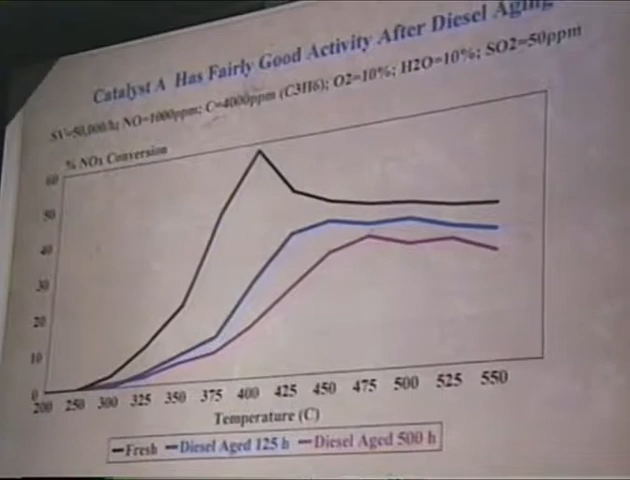 Catalyst A Has Fairly Good Activity After Diesel Aging
SV=50,000/h; NO=1000ppm; C=4000ppm (C3H6); O2=10%; H2O=10%; SO2=50ppm
% NOx Conversion
60
50
40
30
20
10
0
200 250 300 325 350 375 400 425 450 475 500 525 550
Temperature (C)
Fresh Diesel Aged 125 h Diesel Aged 500 h